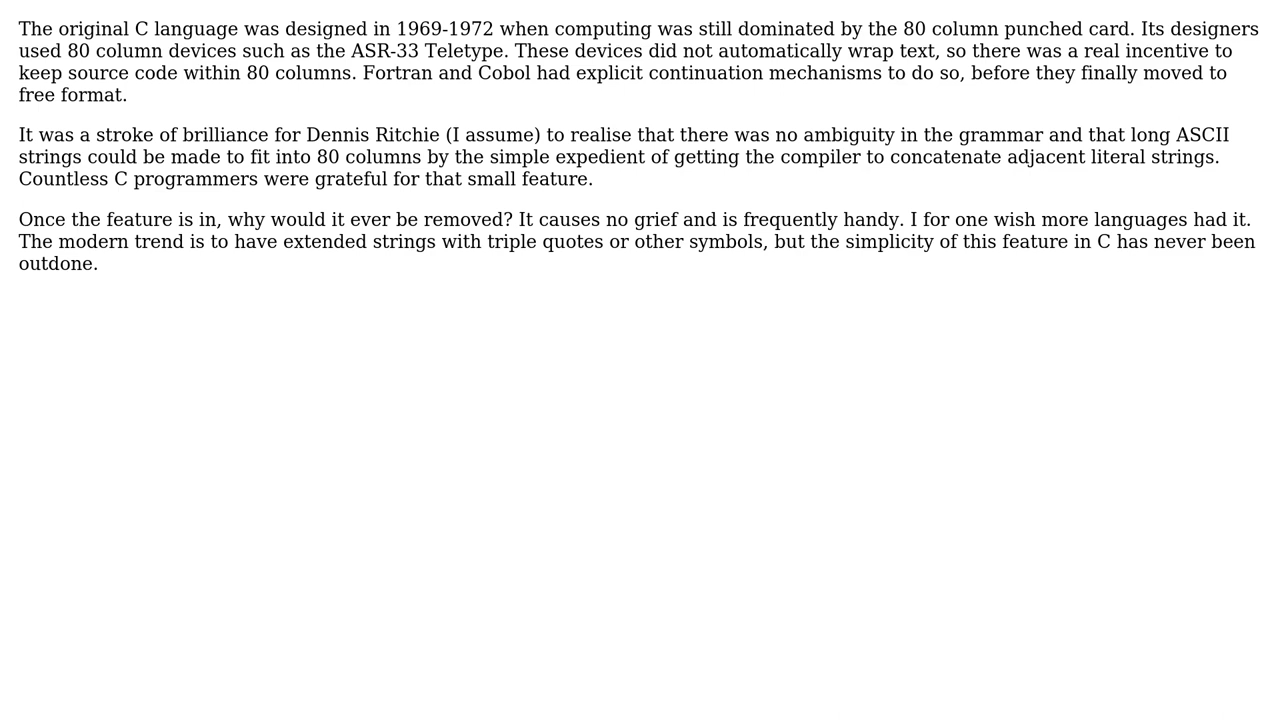 The original C language was designed in 1969-1972 when computing was still dominated by the 80 column punched card. Its designers
used 80 column devices such as the ASR-33 Teletype. These devices did not automatically wrap text, so there was a real incentive to
keep source code within 80 columns. Fortran and Cobol had explicit continuation mechanisms to do so, before they finally moved to
free format.
It was a stroke of brilliance for Dennis Ritchie (I assume) to realise that there was no ambiguity in the grammar and that long ASCII
strings could be made to fit into 80 columns by the simple expedient of getting the compiler to concatenate adjacent literal strings.
Countless C programmers were grateful for that small feature.
Once the feature is in, why would it ever be removed? It causes no grief and is frequently handy. I for one wish more languages had it.
The modern trend is to have extended strings with triple quotes or other symbols, but the simplicity of this feature in C has never been
outdone.